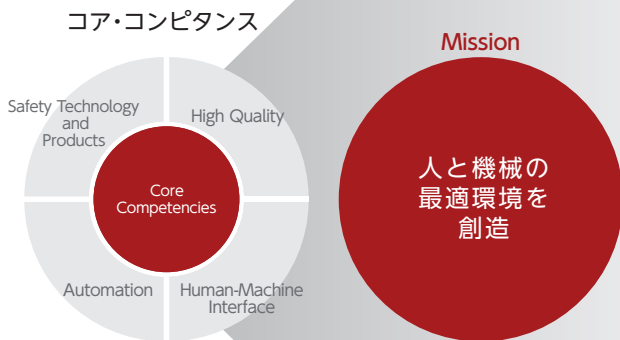 コア・コンピタンス
Safety Technology
and
Products
High Quality
Core
Competencies
Automation
Human-Machine
Interface
Mission
人と機械の
最適環境を
創造